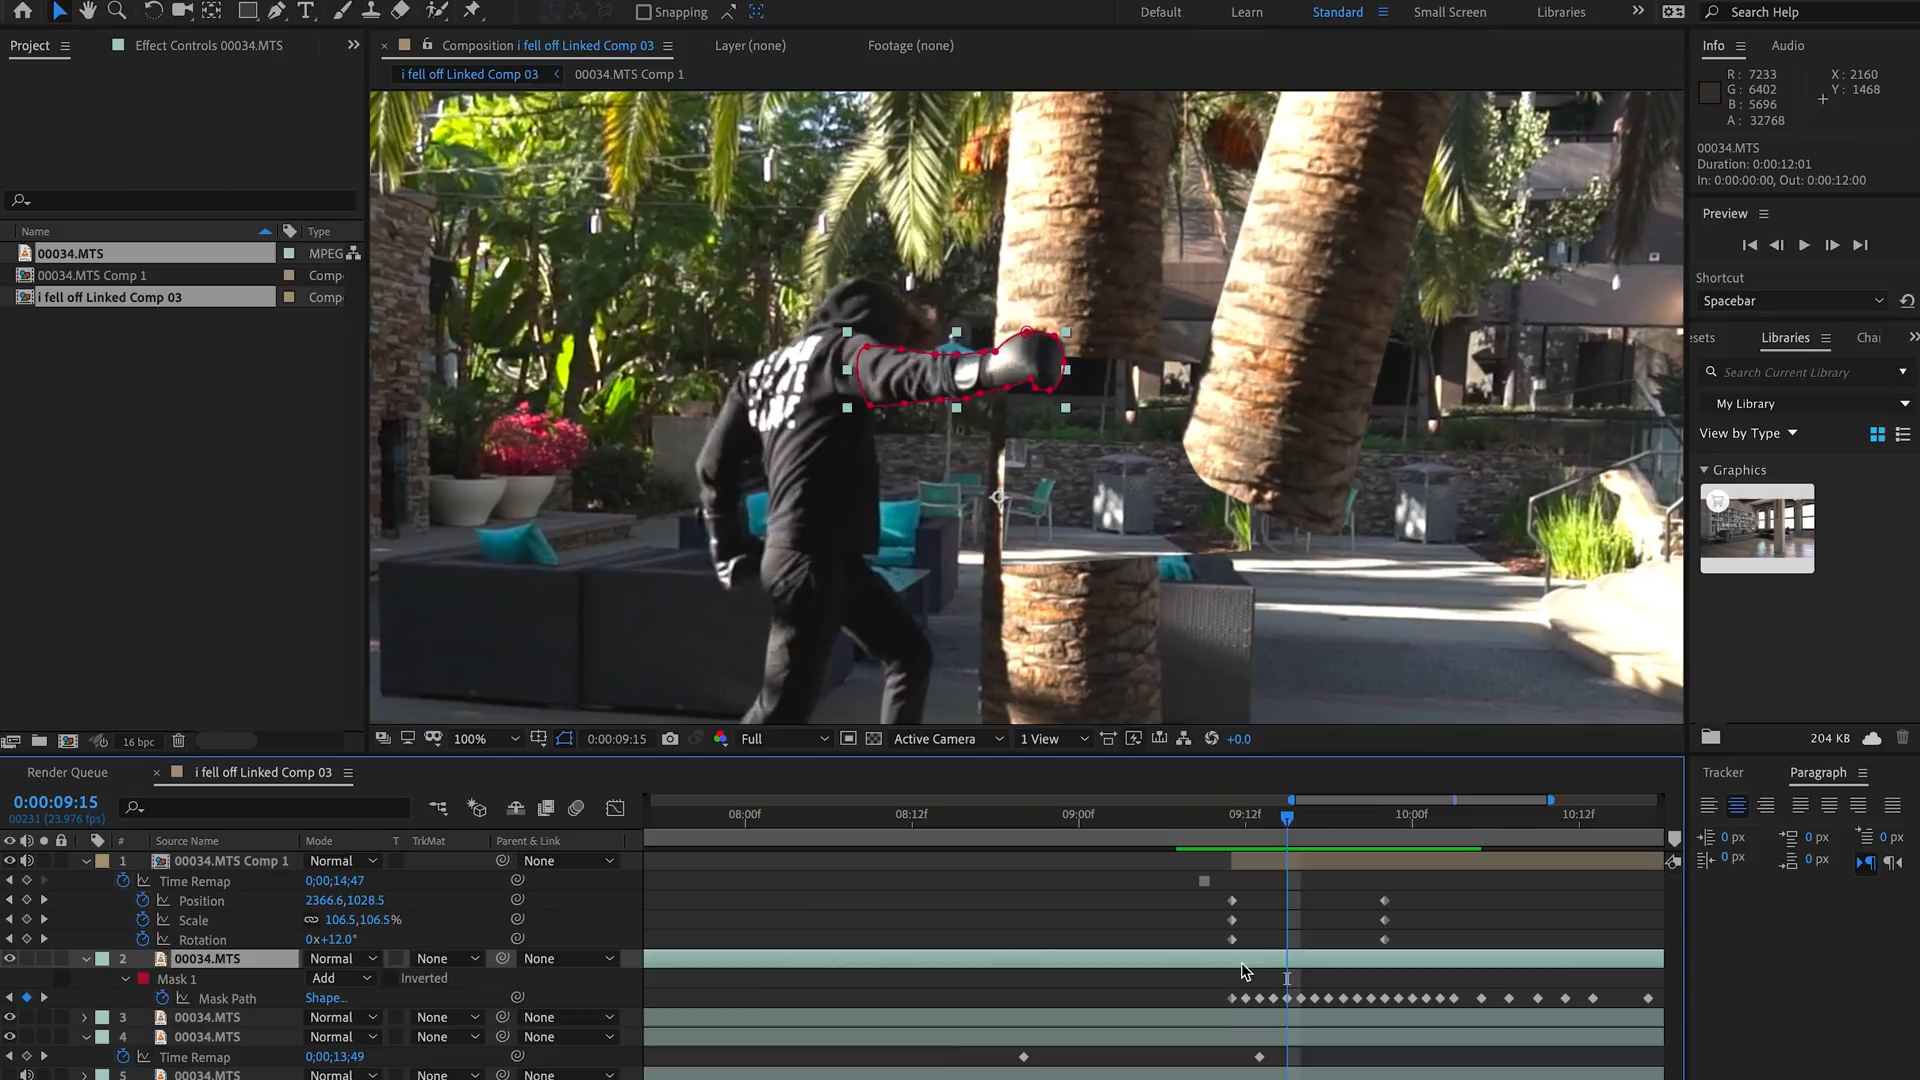 Snapping
Default
Learn
Standard
Small Screen
Libraries
Search Help
Project
Effect Controls 00034.MTS
Composition i fell off Linked Comp 03
Layer (none)
Footage (none)
Info
Audio
i fell off Linked Comp 03
00034.MTS Comp 1
R : 7233
G : 6402
B : 5696
A : 32768
X : 2160
Y : 1468
00034.MTS
Duration: 0:00:12:01
In: 0:00:00:00, Out: 0:00:12:00
Preview
Shortcut
Spacebar
Name
Type
00034.MTS
MPEG
00034.MTS Comp 1
Comp
i fell off Linked Comp 03
Comp
esets
Libraries
Cha
Search Current Library
My Library
View by Type
Graphics
16 bpc
100%
0:00:09:15
Full
Active Camera
1 View
+0.0
204 KB
Render Queue
i fell off Linked Comp 03
Tracker
Paragraph
0:00:09:15
00231 (23.976 fps)
08:00f
08:12f
09:00f
09:12f
10:00f
10:12f
0 px
0 px
0 px
0 px
0 px
#
Source Name
Mode
T
TrkMat
Parent & Link
1
00034.MTS Comp 1
Normal
None
Time Remap
0;00;14;47
Position
2366.6,1028.5
Scale
106.5,106.5%
Rotation
0x+12.0°
2
00034.MTS
Normal
None
None
Mask 1
Add
Inverted
Mask Path
Shape...
3
00034.MTS
Normal
None
None
4
00034.MTS
Normal
None
None
Time Remap
0;00;13;49
5
00034.MTS
Normal
None
None